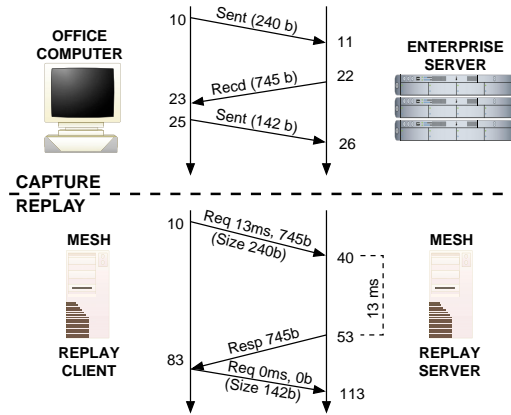 OFFICE
COMPUTER
ENTERPRISE
SERVER
10
Sent (240 b)
11
22
Recd (745 b)
23
25
Sent (142 b)
26
CAPTURE
REPLAY
MESH
REPLAY
CLIENT
MESH
REPLAY
SERVER
10
Req 13ms, 745b
(Size 240b)
40
13 ms
53
Resp 745b
83
Req 0ms, 0b
(Size 142b)
113